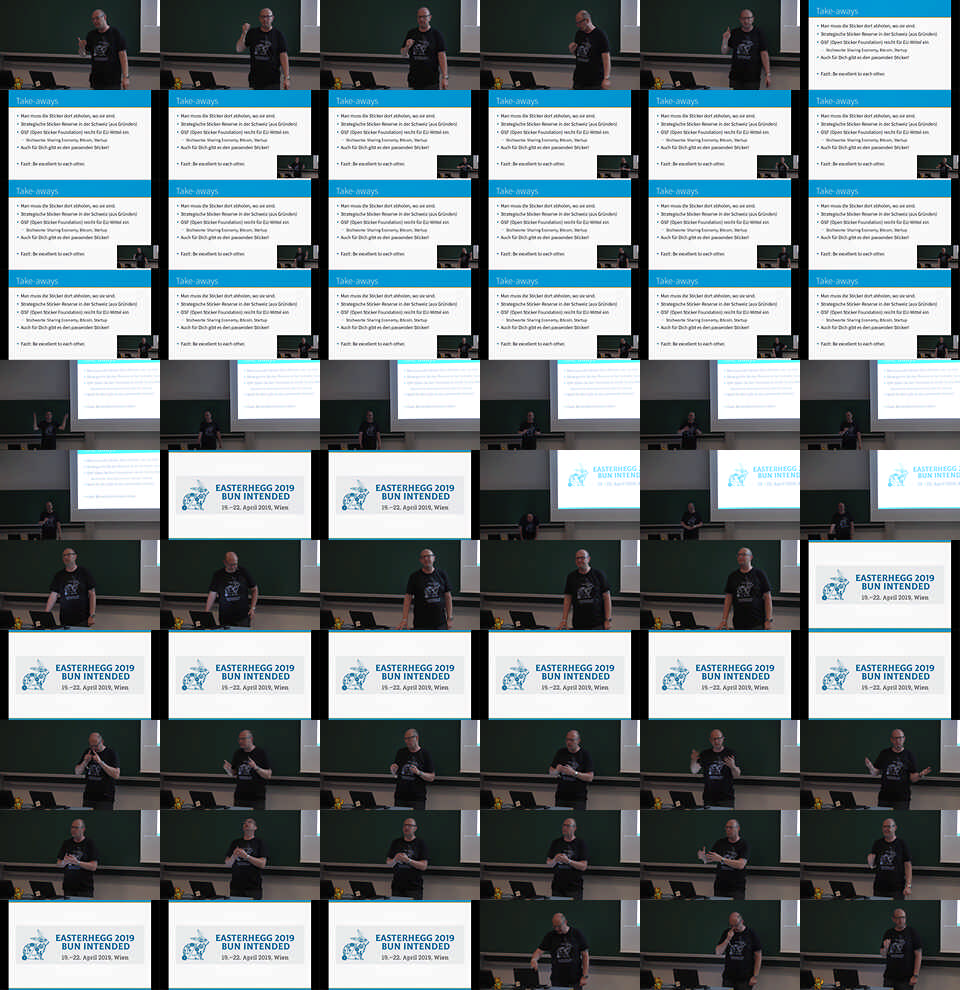 Take-aways
Man muss die Sticker dort abholen, wo sie sind.
Strategische Sticker-Reserve in der Schweiz (aus Gründen)
OSF (Open Sticker Foundation) reicht für EU-Mittel ein
Stichworte: Sharing Economy, Bitcoin, Startup
Auch für Dich gibt es den passenden Sticker!
Fazit: Be excellent to each other.
EASTERHEGG 2019
BUN INTENDED
19.–22. April 2019, Wien